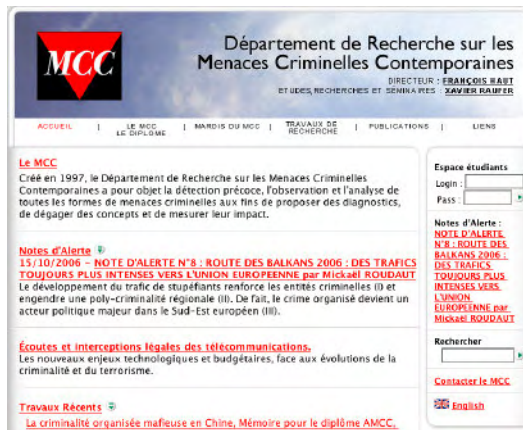 MCC
Département de Recherche sur les
Menaces Criminelles Contemporaines
DIRECTEUR : FRANÇOIS HAUT
ETUDES, RECHERCHES ET SÉMINAIRES : XAVIER RAUFER
ACCUEIL | LE MCC LE DIPLOME | MARDIS DU MCC | TRAVAUX DE RECHERCHE | PUBLICATIONS | LIENS
Le MCC
Créé en 1997, le Département de Recherche sur les Menaces Criminelles
Contemporaines a pour objet la détection précoce, l'observation et l'analyse de
toutes les formes de menaces criminelles aux fins de proposer des diagnostics,
de dégager des concepts et de mesurer leur impact.
Notes d'Alerte
15/10/2006 - NOTE D'ALERTE N°8 : ROUTE DES BALKANS 2006 : DES TRAFICS
TOUJOURS PLUS INTENSES VERS L'UNION EUROPEENNE par Mickaël ROUDAUT
Le développement du trafic de stupéfiants renforce les entités criminelles (I) et
engendre une poly-criminalité régionale (II). De fait, le crime organisé devient un
acteur politique majeur dans le Sud-Est européen (III).
Écoutes et interceptions légales des télécommunications.
Les nouveaux enjeux technologiques et budgétaires, face aux évolutions de la
criminalité et du terrorisme.
Travaux Récents
La criminalité organisée mafieuse en Chine, Mémoire pour le diplôme AMCC,
Espace étudiants
Login :
Pass :
Notes d'Alerte :
NOTE D'ALERTE
N°8 : ROUTE DES
BALKANS 2006 :
DES TRAFICS
TOUJOURS PLUS
INTENSES VERS
L'UNION
EUROPEENNE par
Mickaël ROUDAUT
Rechercher
Contacter le MCC
English